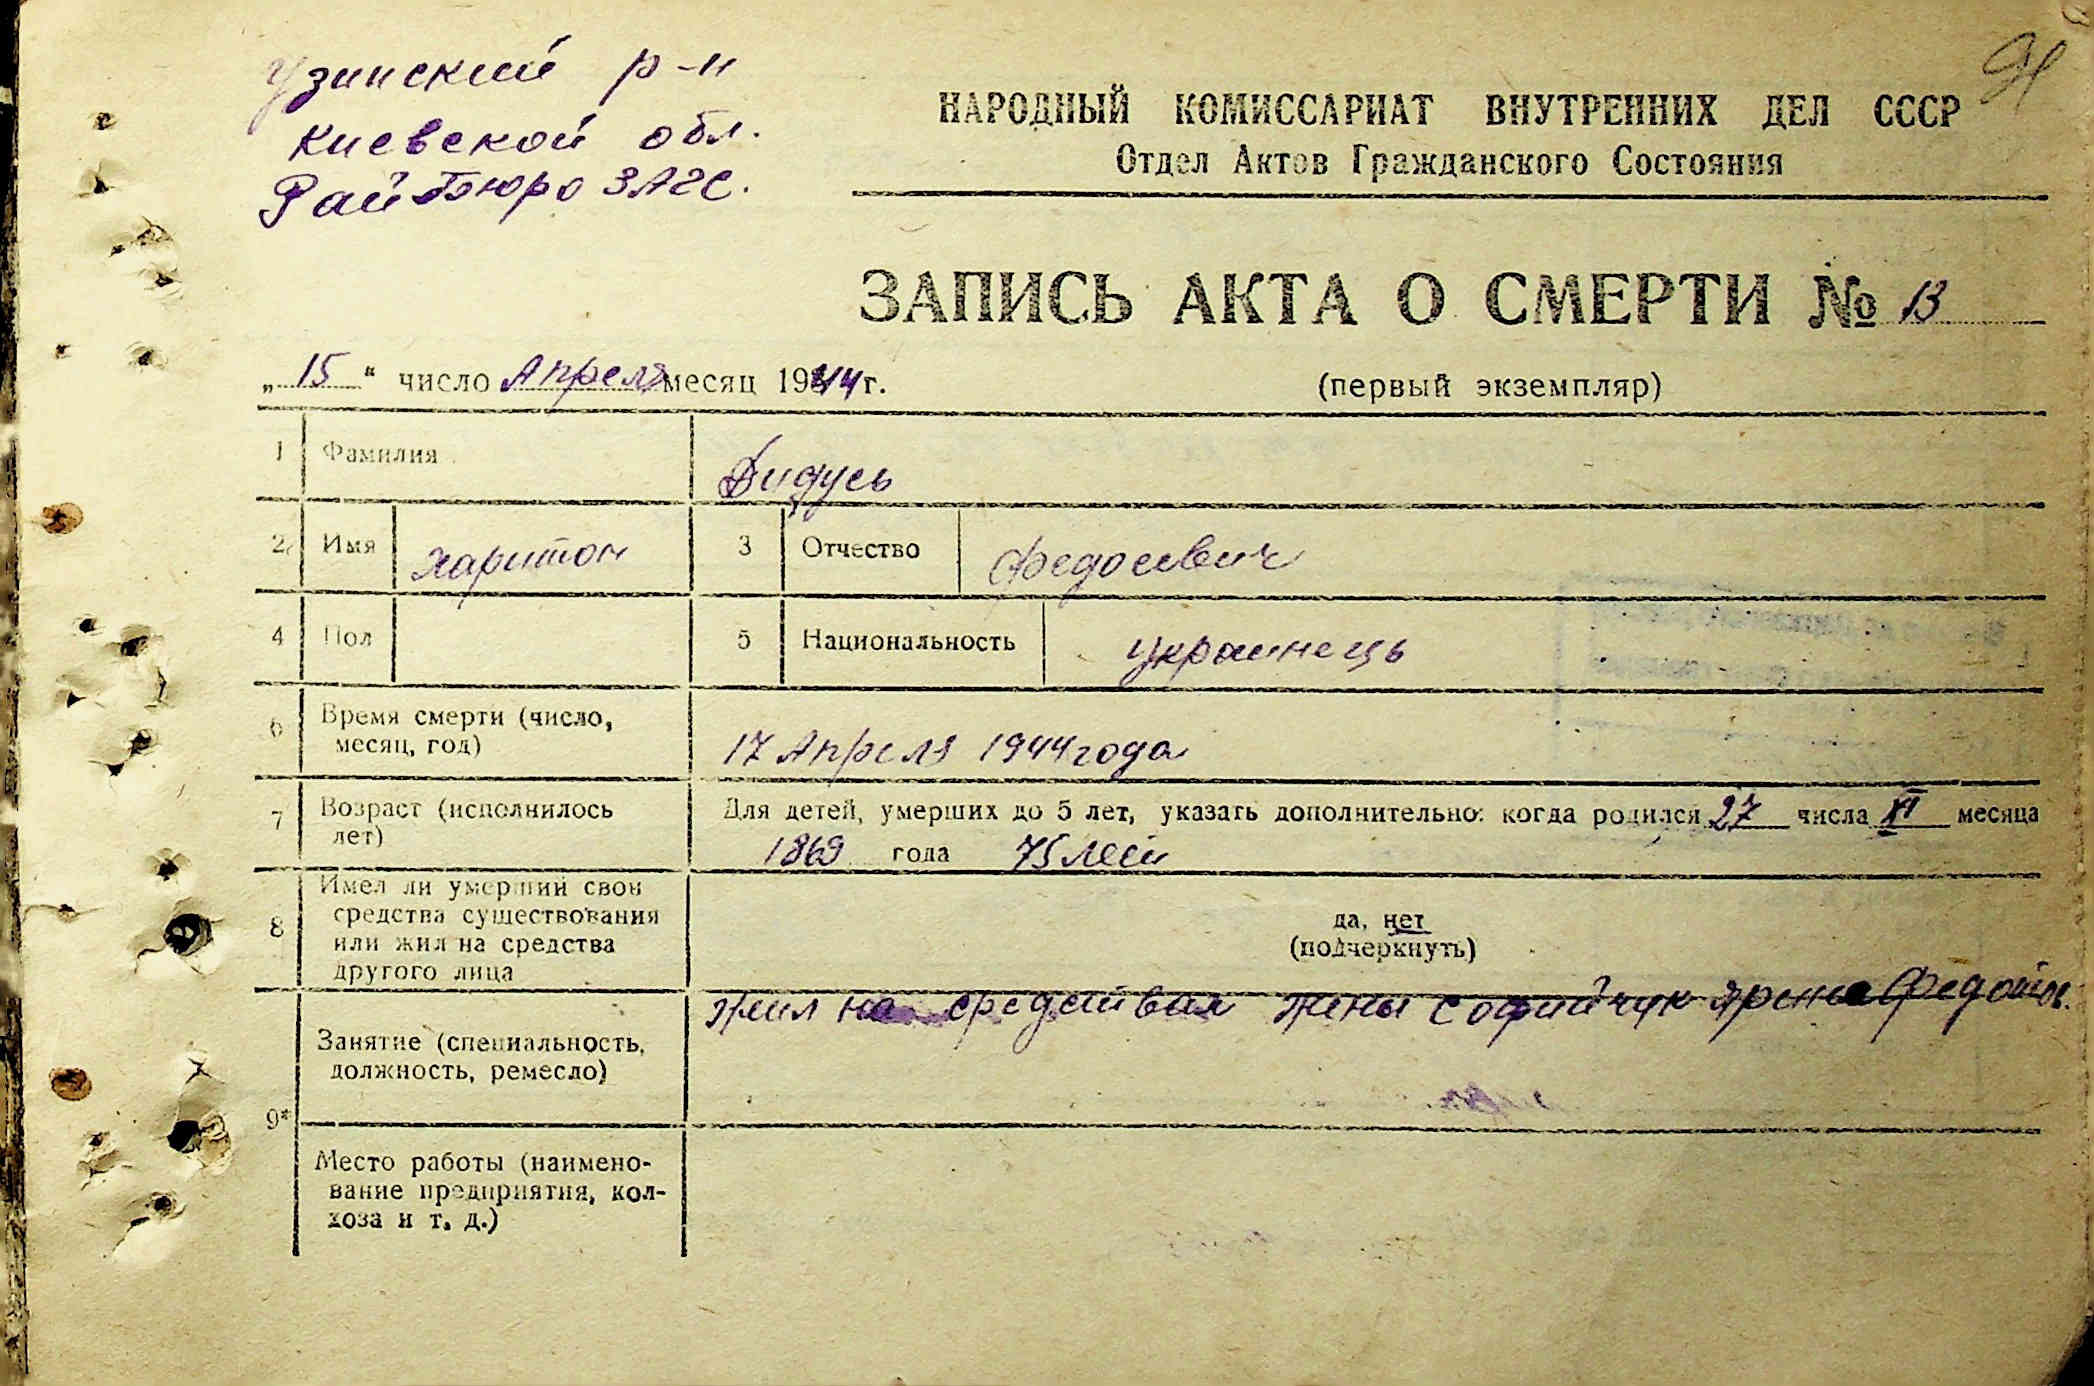 Узинский р-н
Киевской обл.
РайБюро ЗАГС.
НАРОДНЫЙ КОМИССАРИАТ ВНУТРЕННИХ ДЕЛ СССР
Отдел Актов Гражданского Состояния
ЗАПИСЬ АКТА О СМЕРТИ № 13
„15“ число Апреля месяц 1944 г.
(первый экземпляр)
1 Фамилия Дидусь
2 Имя Харитон 3 Отчество Федосевич
4 Пол 5 Национальность украинець
6 Время смерти (число, месяц, год) 17 Апреля 1944 года
7 Возраст (исполнилось лет) Для детей, умерших до 5 лет, указать дополнительно: когда родился 27 числа XI месяца
1869 года 75 лет
8 Имел ли умерший свои средства существования или жил на средства другого лица
да, нет
(подчеркнуть)
Жил на средствах жены Софийчук Ярена Федотов.
9* Занятие (специальность, должность, ремесло)
Место работы (наименование предприятия, колхоза и т. д.)